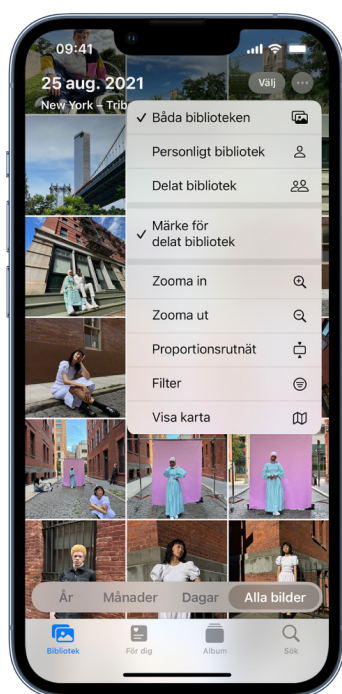 09:41
25 aug. 2021
Välj
New York – Trib
Båda biblioteken
Personligt bibliotek
Delat bibliotek
Märke för
delat bibliotek
Zooma in
Zooma ut
Proportionsrutnät
Filter
Visa karta
År Månader Dagar Alla bilder
Bibliotek För dig Album Sök